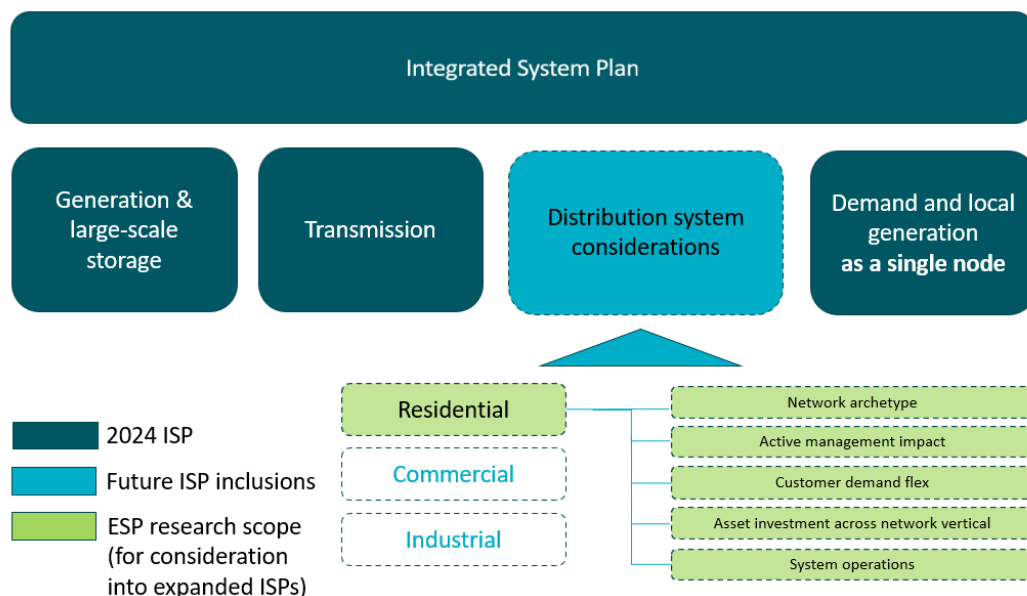 Integrated System Plan
Generation &
large-scale
storage
Transmission
Distribution system
considerations
Demand and local
generation
as a single node
Residential
Commercial
Industrial
Network archetype
Active management impact
Customer demand flex
Asset investment across network vertical
System operations
2024 ISP
Future ISP inclusions
ESP research scope
(for consideration
into expanded ISPs)